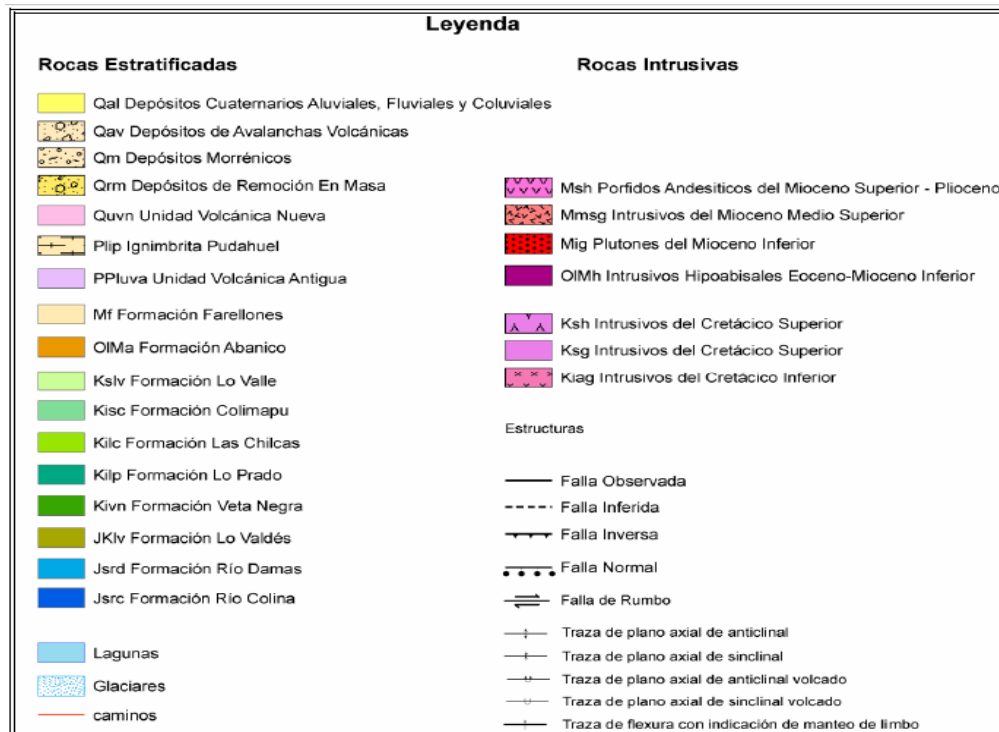 Leyenda
Rocas Estratificadas
Qal Depósitos Cuaternarios Aluviales, Fluviales y Coluviales
Qav Depósitos de Avalanchas Volcánicas
Qm Depósitos Morrénicos
Qrm Depósitos de Remoción En Masa
Quvn Unidad Volcánica Nueva
Plip Ignimbrita Pudahuel
PPluva Unidad Volcánica Antigua
Mf Formación Farellones
OlMa Formación Abanico
Kslv Formación Lo Valle
Kisc Formación Colimapu
Kilc Formación Las Chilcas
Kilp Formación Lo Prado
Kivn Formación Veta Negra
JKlv Formación Lo Valdés
Jsrd Formación Río Damas
Jsrc Formación Río Colina
Lagunas
Glaciares
caminos
Rocas Intrusivas
Msh Porfidos Andesiticos del Mioceno Superior - Plioceno
Mmsg Intrusivos del Mioceno Medio Superior
Mig Plutones del Mioceno Inferior
OlMh Intrusivos Hipoabisales Eoceno-Mioceno Inferior
Ksh Intrusivos del Cretácico Superior
Ksg Intrusivos del Cretácico Superior
Kiag Intrusivos del Cretácico Inferior
Estructuras
Falla Observada
Falla Inferida
Falla Inversa
Falla Normal
Falla de Rumbo
Traza de plano axial de anticlinal
Traza de plano axial de sinclinal
Traza de plano axial de anticlinal volcado
Traza de plano axial de sinclinal volcado
Traza de flexura con indicación de manteo de limbo